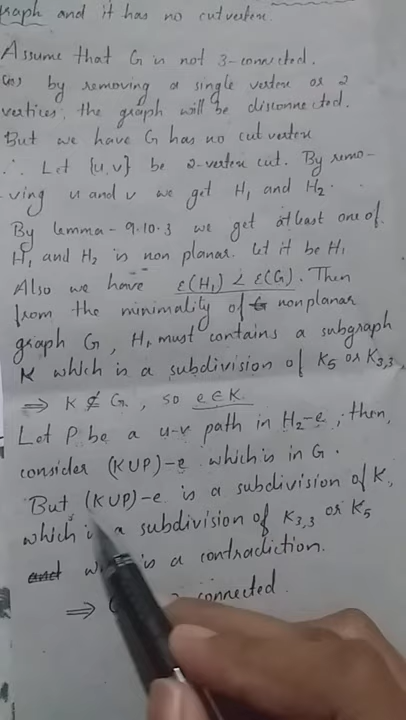 raph and it has no cutvertex.
Assume that G is not 3-connected.
by removing a single vertex or 2
vertices, the graph will be disconnected.
But we have G has no cutvertex
∴ Let {u,v} be 2-vertex cut. By remo-
-ving u and v we get H₁ and H₂.
By lemma - 9.10.3 we get atleast one of
H₁ and H₂ is non planar. Let it be H₁
Also we have ε(H₁) < ε(G). Then
from the minimality of nonplanar
graph G, H₁ must contains a subgraph
K which is a subdivision of K₅ or K₃,₃,
⇒ K ⊄ G, so e ∈ K.
Let P be a u-v path in H₂-e, then,
consider (KUP)-e which is in G.
But (KUP)-e is a subdivision of K,
which is a subdivision of K₃,₃ or K₅
is a contradiction.
⇒ connected.